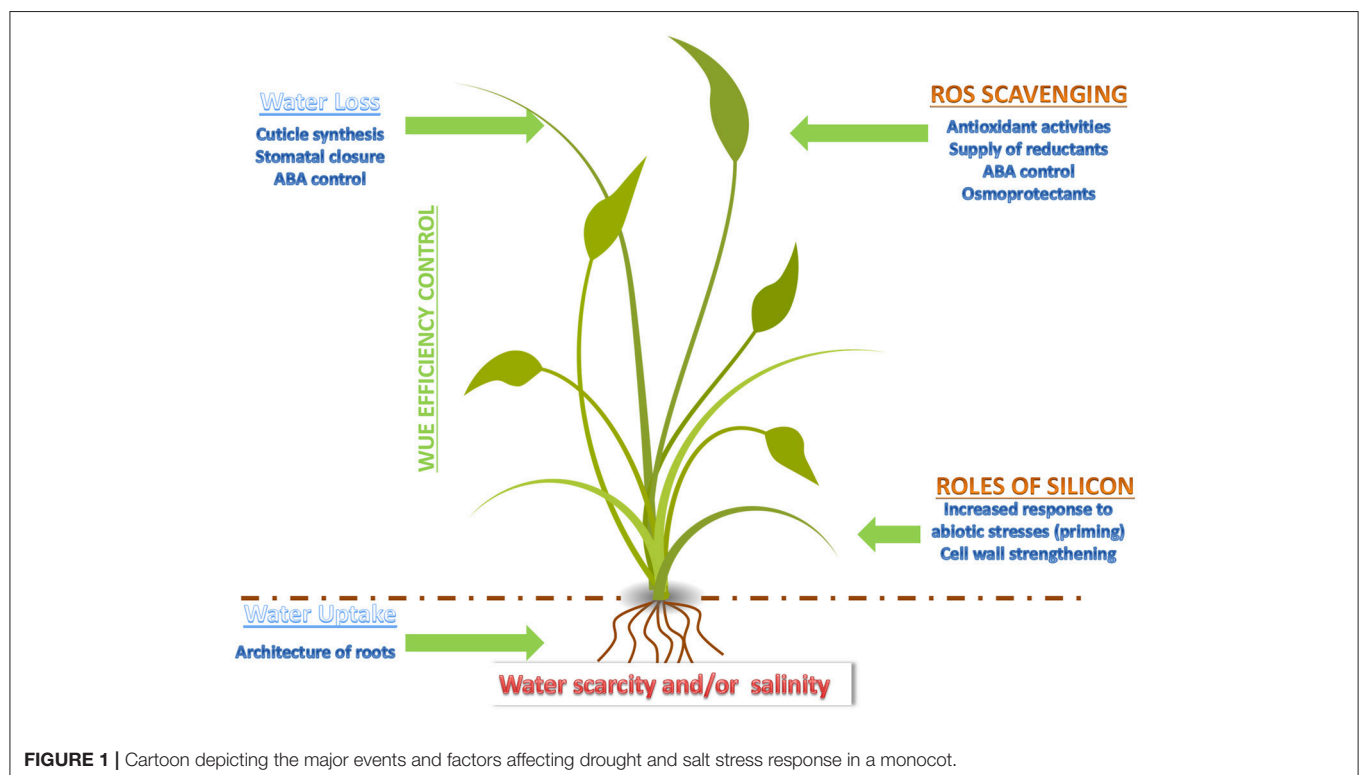 Water Loss
Cuticle synthesis
Stomatal closure
ABA control
ROS SCAVENGING
Antioxidant activities
Supply of reductants
ABA control
Osmoprotectants
WUE EFFICIENCY CONTROL
ROLES OF SILICON
Increased response to
abiotic stresses (priming)
Cell wall strengthening
Water Uptake
Architecture of roots
Water scarcity and/or salinity
FIGURE 1 | Cartoon depicting the major events and factors affecting drought and salt stress response in a monocot.